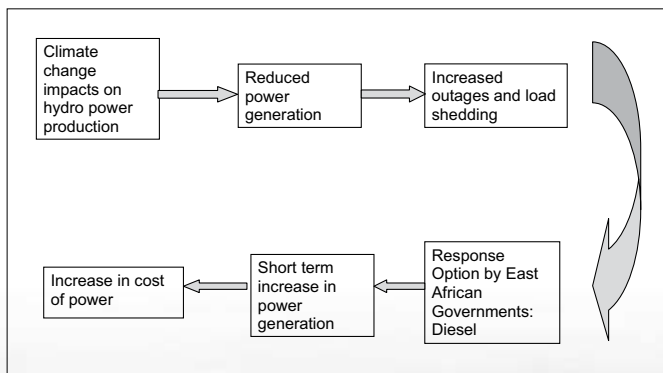 Climate
change
impacts on
hydro power
production
Reduced
power
generation
Increased
outages and load
shedding
Response
Option by East
African
Governments:
Diesel
Short term
increase in
power
generation
Increase in cost
of power